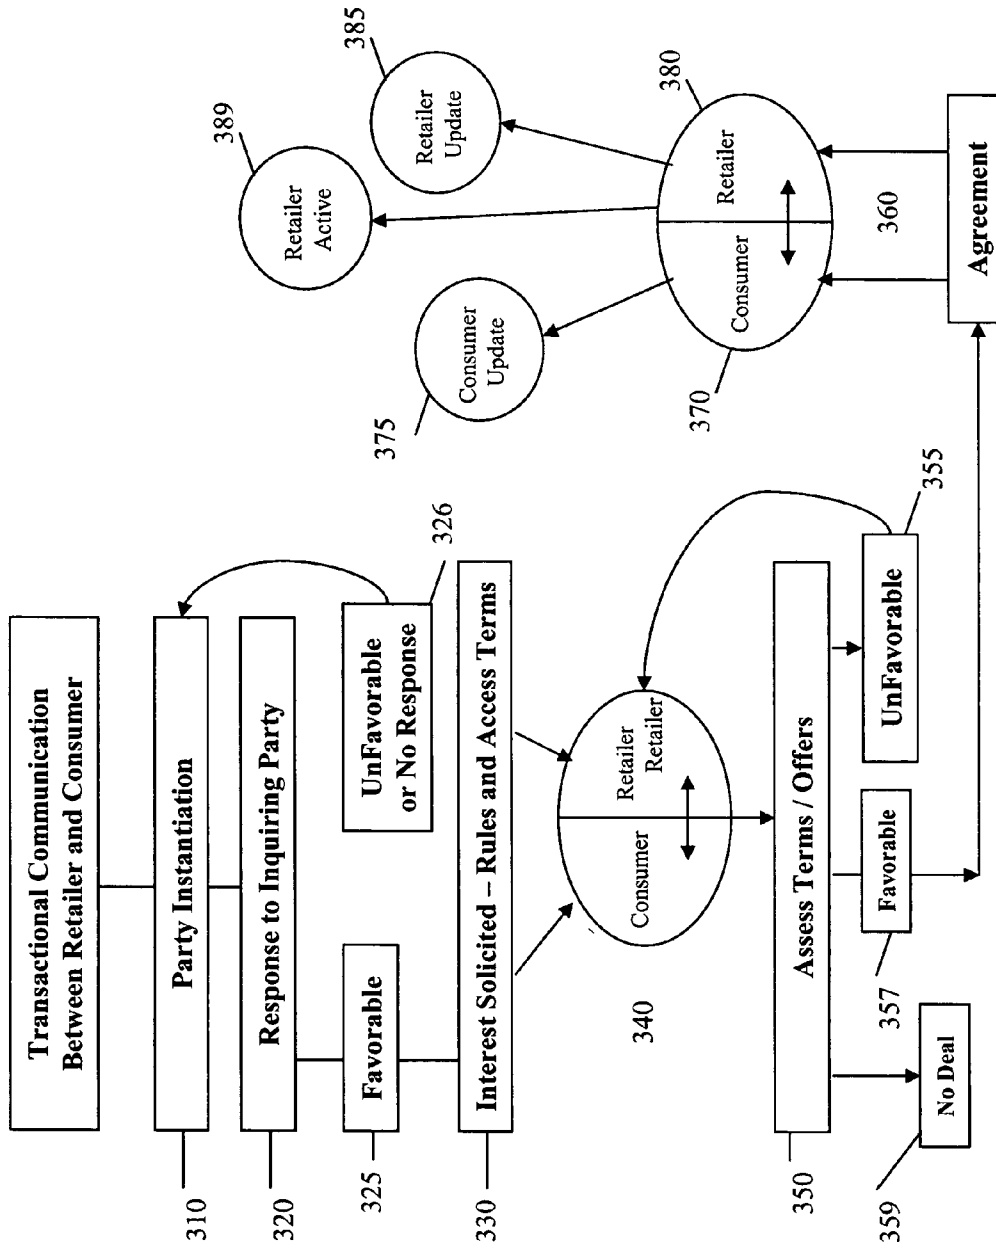 Transactional Communication
Between Retailer and Consumer
310
Party Instantiation
320
Response to Inquiring Party
325
Favorable
UnFavorable
or No Response
326
330
Interest Solicited – Rules and Access Terms
340
Consumer
Retailer
Retailer
350
Assess Terms / Offers
359
No Deal
357
Favorable
UnFavorable
355
389
Retailer
Active
385
Retailer
Update
375
Consumer
Update
380
Consumer
Retailer
370
360
Agreement